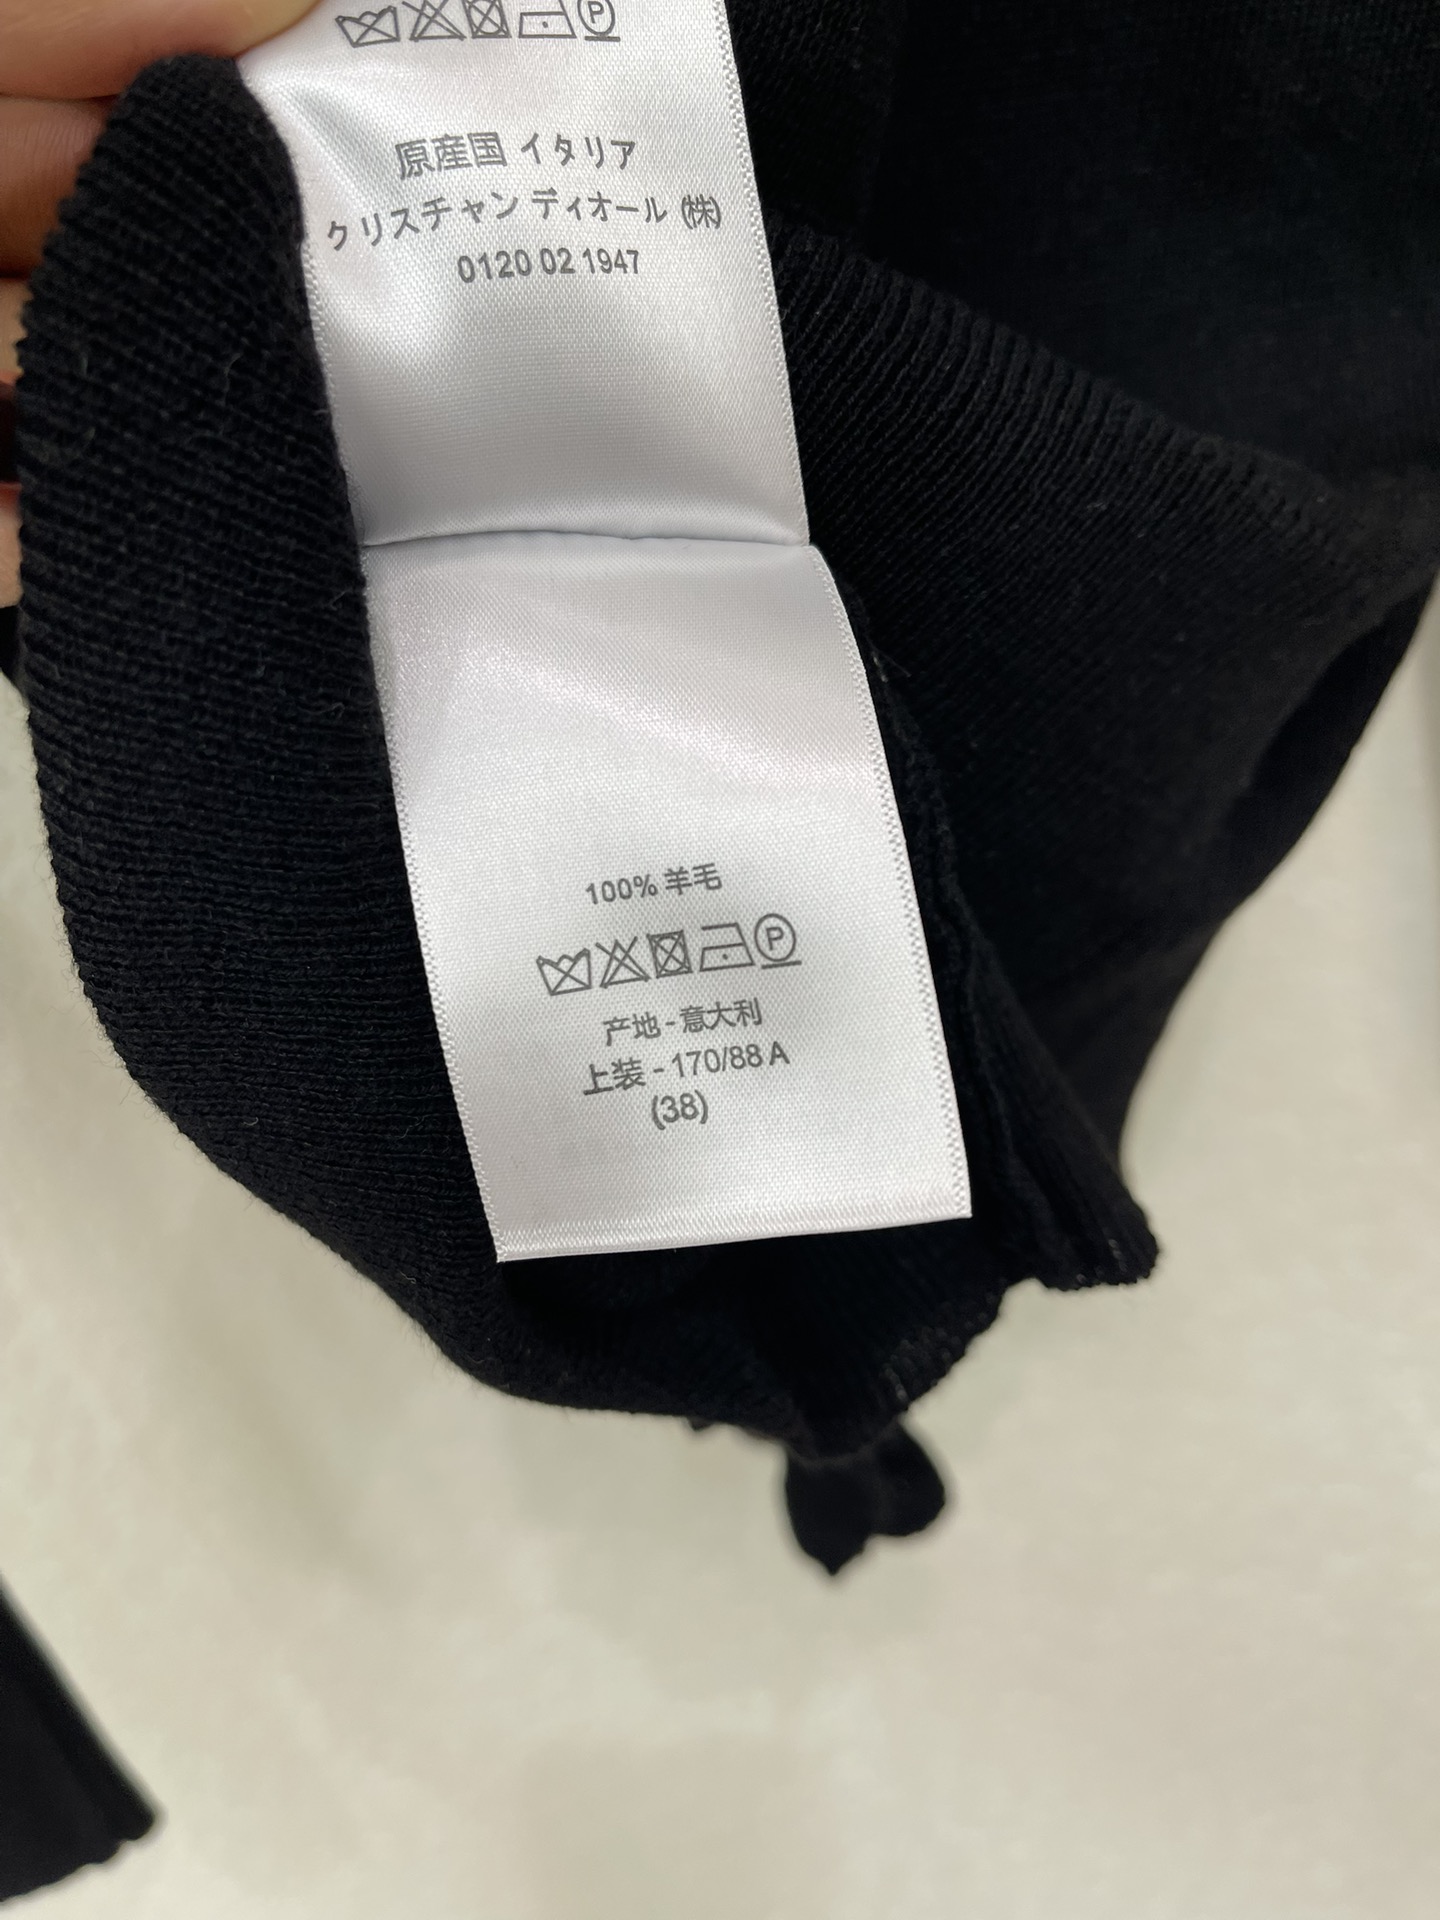 P
原産国 イタリア
クリスチャン ディオール (株)
0120 02 1947
100% 羊毛
P
产地 - 意大利
上装 - 170/88 A
(38)